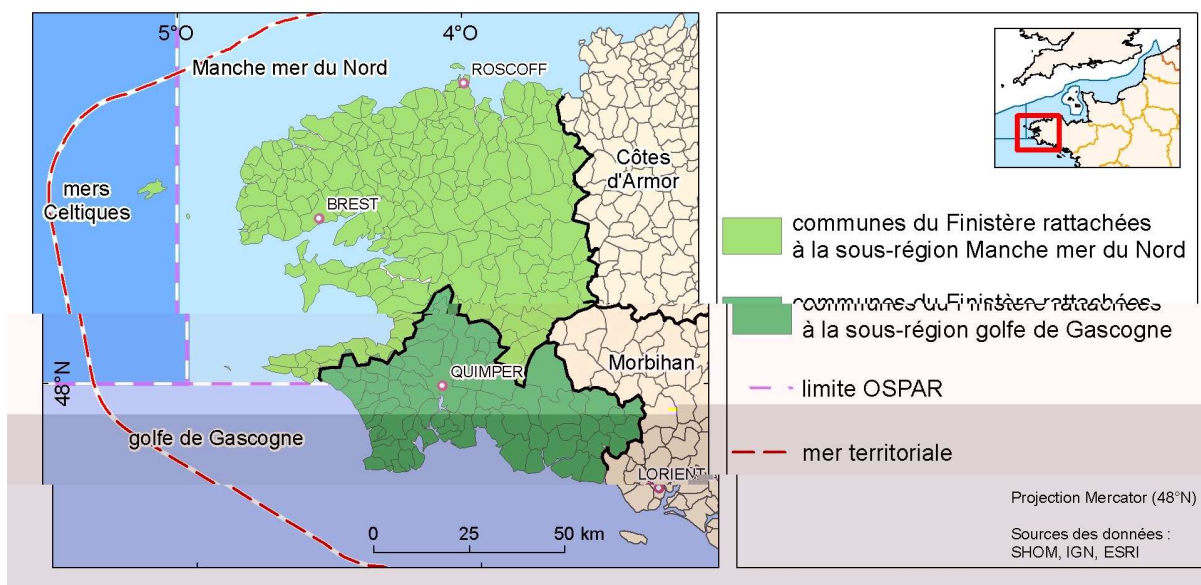 5°O
4°O
Manche mer du Nord
ROSCOFF
Côtes
d'Armor
mers
Celtiques
BREST
QUIMPER
Morbihan
48°N
golfe de Gascogne
LORIENT
0 25 50 km
communes du Finistère rattachées
à la sous-région Manche mer du Nord
communes du Finistère rattachées
à la sous-région golfe de Gascogne
limite OSPAR
mer territoriale
Projection Mercator (48°N)
Sources des données :
SHOM, IGN, ESRI